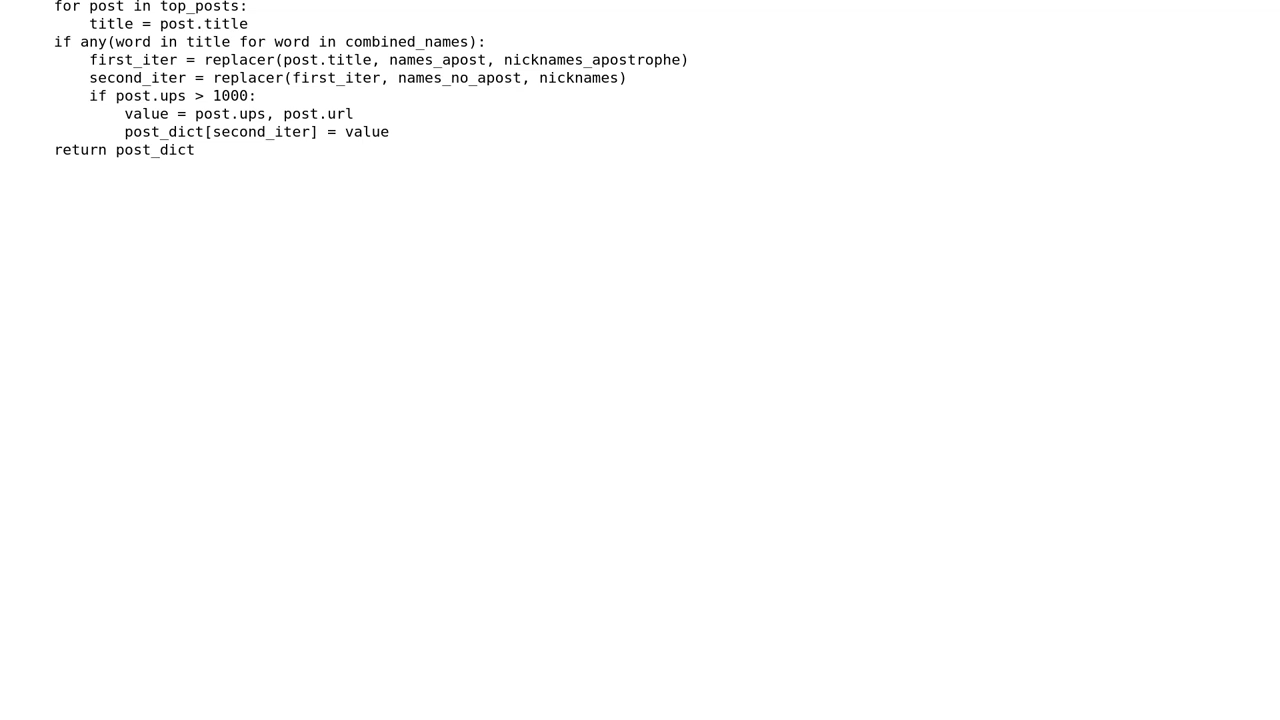 for post in top_posts:
    title = post.title
if any(word in title for word in combined_names):
    first_iter = replacer(post.title, names_apost, nicknames_apostrophe)
    second_iter = replacer(first_iter, names_no_apost, nicknames)
    if post.ups > 1000:
        value = post.ups, post.url
        post_dict[second_iter] = value
return post_dict